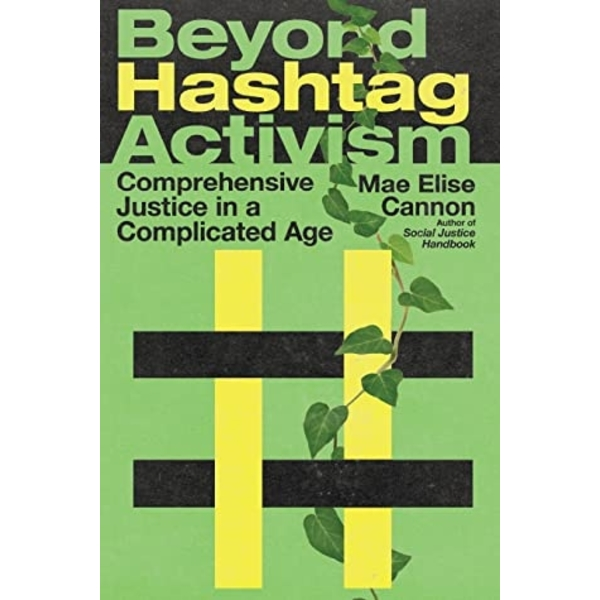 Beyond
Hashtag
Activism
Comprehensive
Justice in a
Complicated Age
Mae Elise
Cannon
Author of
Social Justice
Handbook